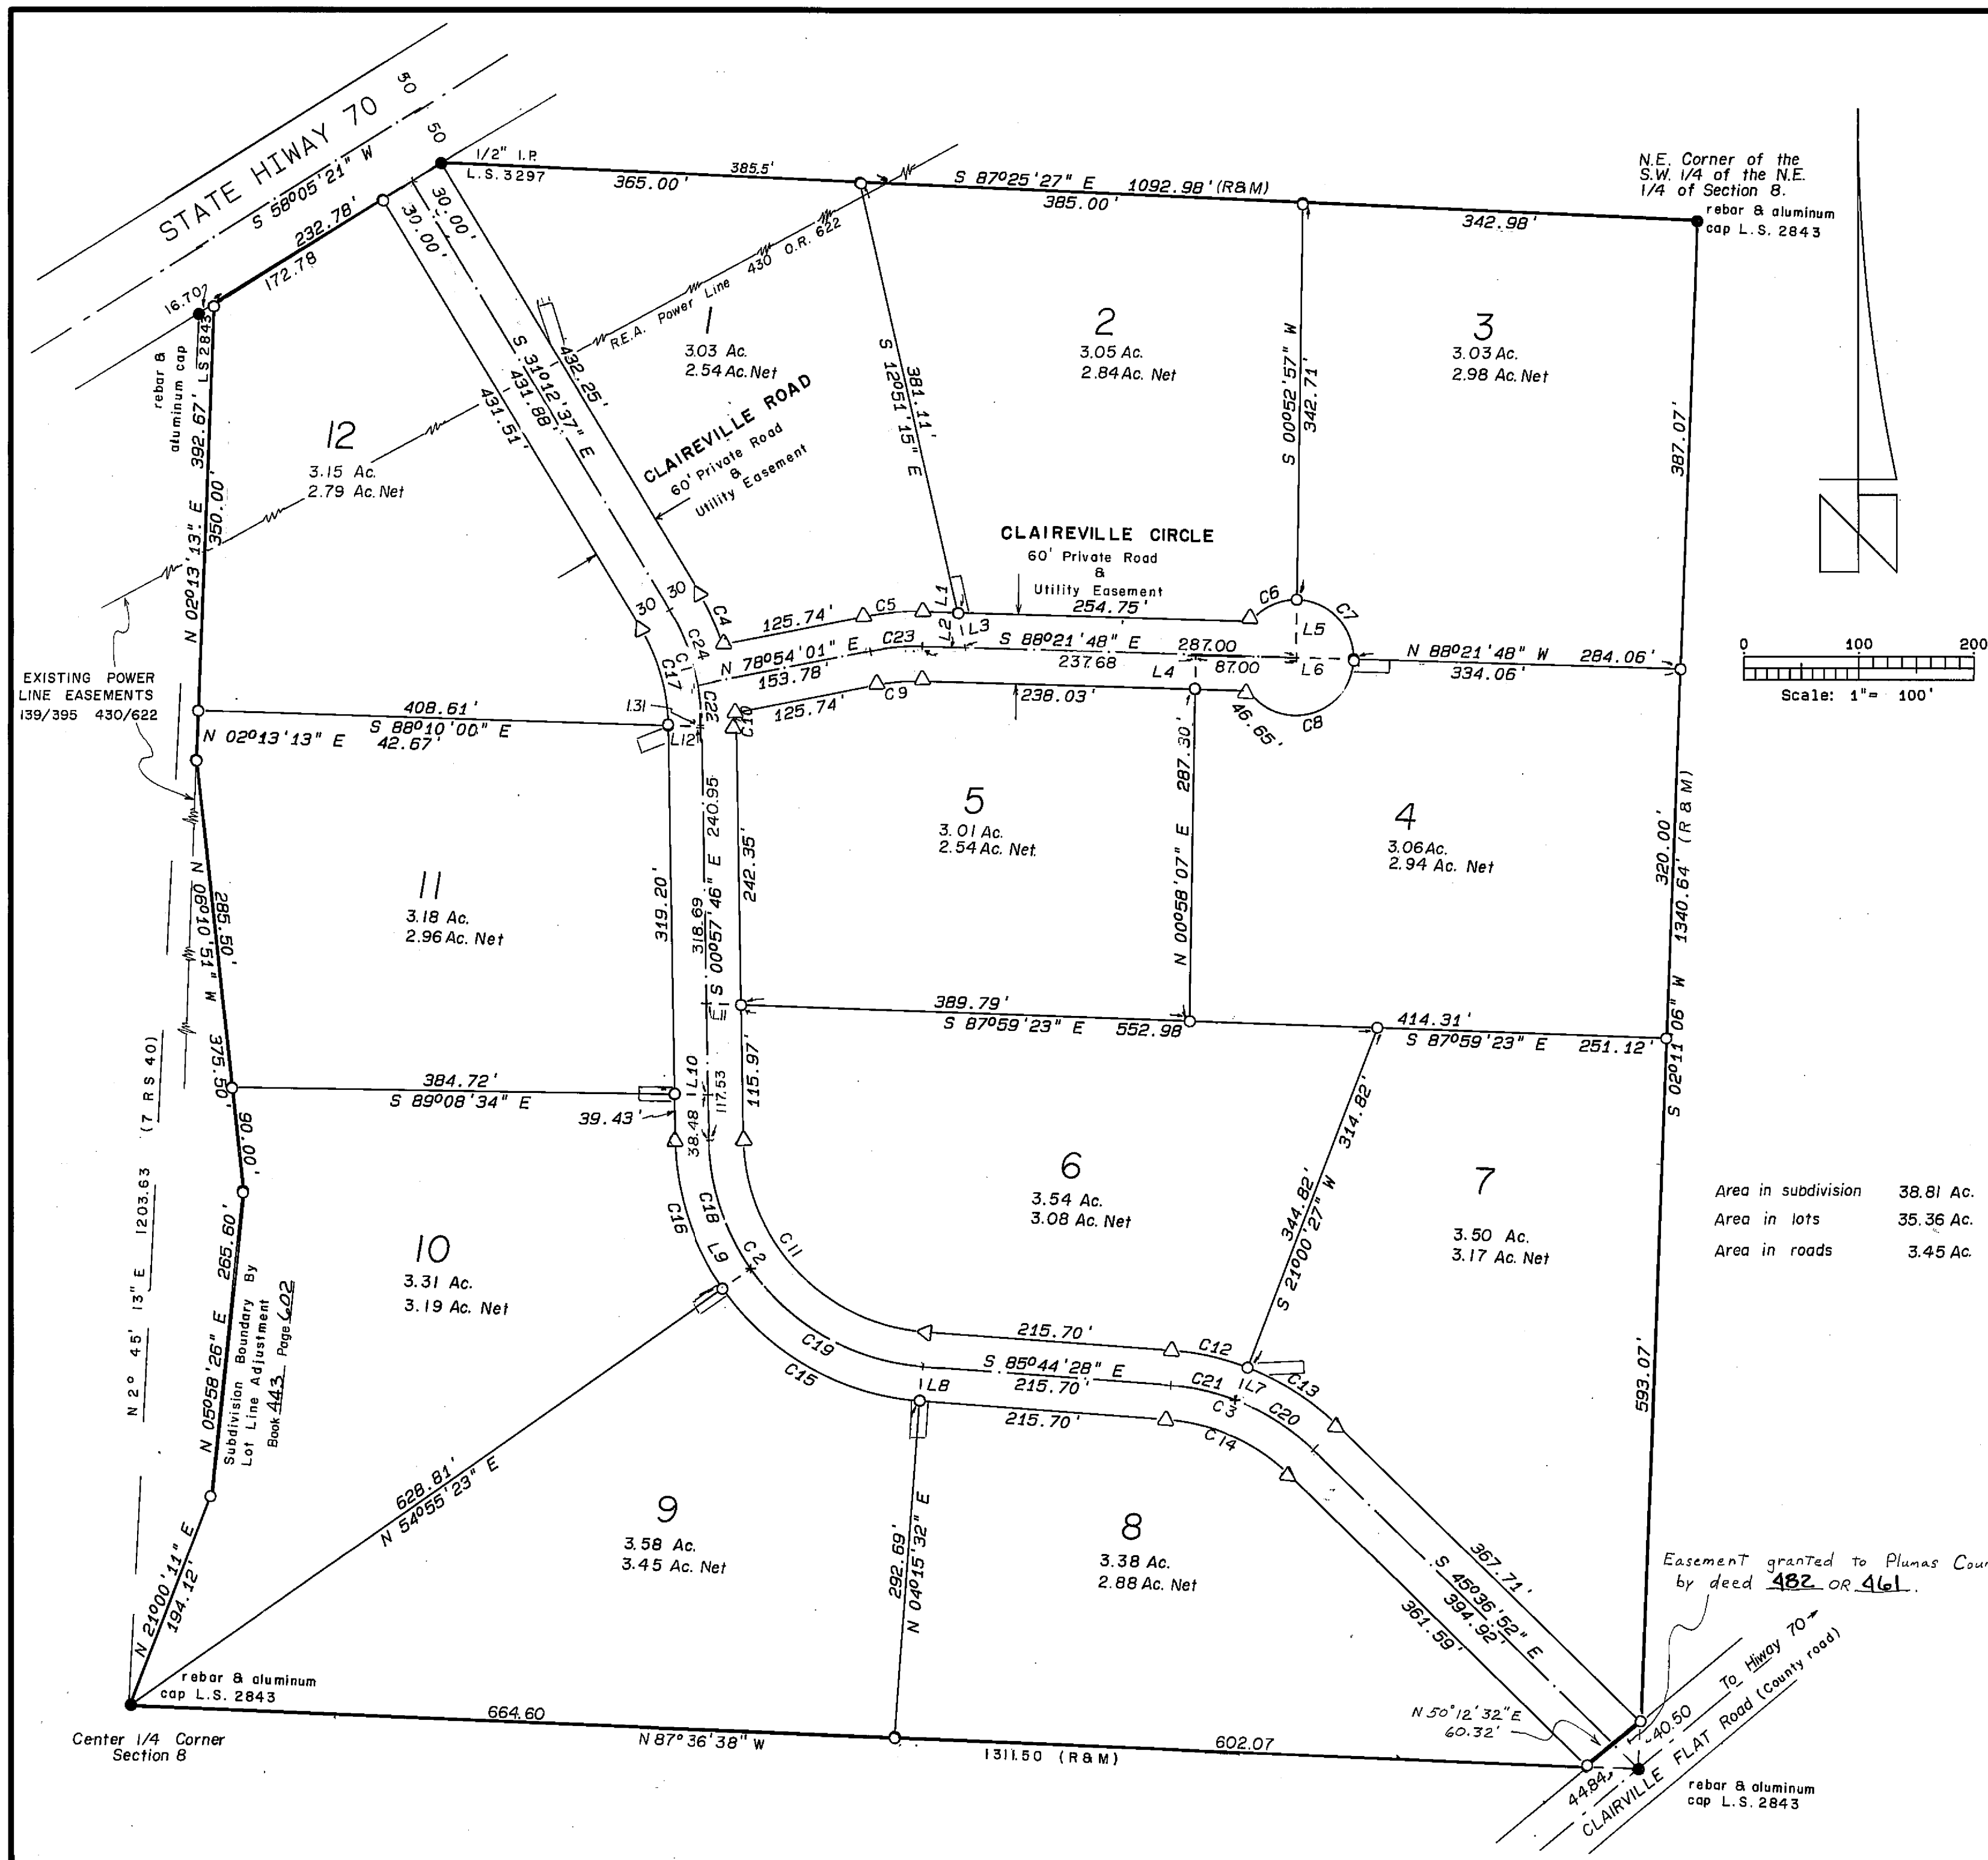 STATE HIWAY 70
S 58°05'21" W
50
50
1/2" I.P.
L.S. 3297
365.00'
385.5'
S 87°25'27" E 1092.98' (R&M)
385.00'
342.98'
N.E. Corner of the
S.W. 1/4 of the N.E.
1/4 of Section 8.
rebar & aluminum
cap L.S. 2843
232.78'
172.78
16.70
30.00'
30.00'
rebar &
aluminum cap
LS 2843
N 02°13'13" E 392.67'
350.00'
R.E.A. Power Line 430 O.R. 622
1
3.03 Ac.
2.54 Ac. Net
2
3.05 Ac.
2.84 Ac. Net
3
3.03 Ac.
2.98 Ac. Net
12
3.15 Ac.
2.79 Ac. Net
432.25'
S 31°12'37" E
431.88'
431.51'
CLAIREVILLE ROAD
60' Private Road
&
Utility Easement
381.11'
S 12°51'15" E
S 00°52'57" W
342.71'
387.07'
CLAIREVILLE CIRCLE
60' Private Road
&
Utility Easement
254.75'
30
30
C4
125.74'
C5
L1
L2
L3
C6
C7
L5
L6
C24
C1
C17
N 78°54'01" E
153.78'
C23
S 88°21'48" E
287.00
237.68
87.00
L4
N 88°21'48" W 284.06'
334.06'
0 100 200
Scale: 1"= 100'
EXISTING POWER
LINE EASEMENTS
139/395 430/622
408.61'
S 88°10'00" E
N 02°13'13" E 42.67'
1.31
L12
C22
C10
125.74'
C9
238.03'
46.65'
C8
287.30'
N 00°58'07" E
5
3.01 Ac.
2.54 Ac. Net.
4
3.06 Ac.
2.94 Ac. Net
320.00'
S 02°11'06" W 1340.64' (R & M)
11
3.18 Ac.
2.96 Ac. Net
319.20'
318.69
S 00°57'46" E 240.95
242.35'
285.50'
N 06°10'51" W 375.50'
90.00'
389.79'
S 87°59'23" E 552.98
414.31'
S 87°59'23" E 251.12'
L11
384.72'
S 89°08'34" E
L10
39.43'
38.48
117.53
115.97'
(7 RS 40)
N 2° 45' 13" E 1203.63
6
3.54 Ac.
3.08 Ac. Net
344.82'
314.82'
S 21°00'27" W
7
3.50 Ac.
3.17 Ac. Net
Area in subdivision 38.81 Ac.
Area in lots 35.36 Ac.
Area in roads 3.45 Ac.
10
3.31 Ac.
3.19 Ac. Net
C16
C18
L9
C2
C11
N 05°58'26" E 265.60'
Subdivision Boundary By
Lot Line Adjustment
Book 443 Page 602
C19
C15
215.70'
S 85°44'28" E
215.70'
L8
215.70'
C12
C21
L7
C3
C13
C20
C14
593.07'
628.81'
N 54°55'23" E
9
3.58 Ac.
3.45 Ac. Net
292.69'
N 04°15'32" E
8
3.38 Ac.
2.88 Ac. Net
367.71'
S 45°36'52" E
394.92'
361.59'
Easement granted to Plumas Cour
by deed 482 OR 461.
N 21°00'11" E
194.12'
rebar & aluminum
cap L.S. 2843
Center 1/4 Corner
Section 8
664.60
N 87°36'38" W
1311.50 (R&M)
602.07
N 50°12'32" E
60.32'
40.50
To Hiway 70
44.84
CLAIRVILLE FLAT Road (County road)
rebar & aluminum
cap L.S. 2843